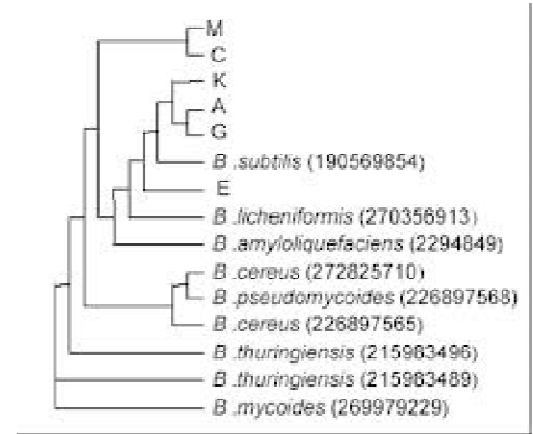 M
C
K
A
G
B .subtilis (190569854)
E
B .licheniformis (270356913)
B .amyloliquefaciens (2294849)
B .cereus (272825710)
B .pseudomycoides (226897568)
B .cereus (226897565)
B .thuringiensis (215983496)
B .thuringiensis (215983489)
B .mycoides (269979229)